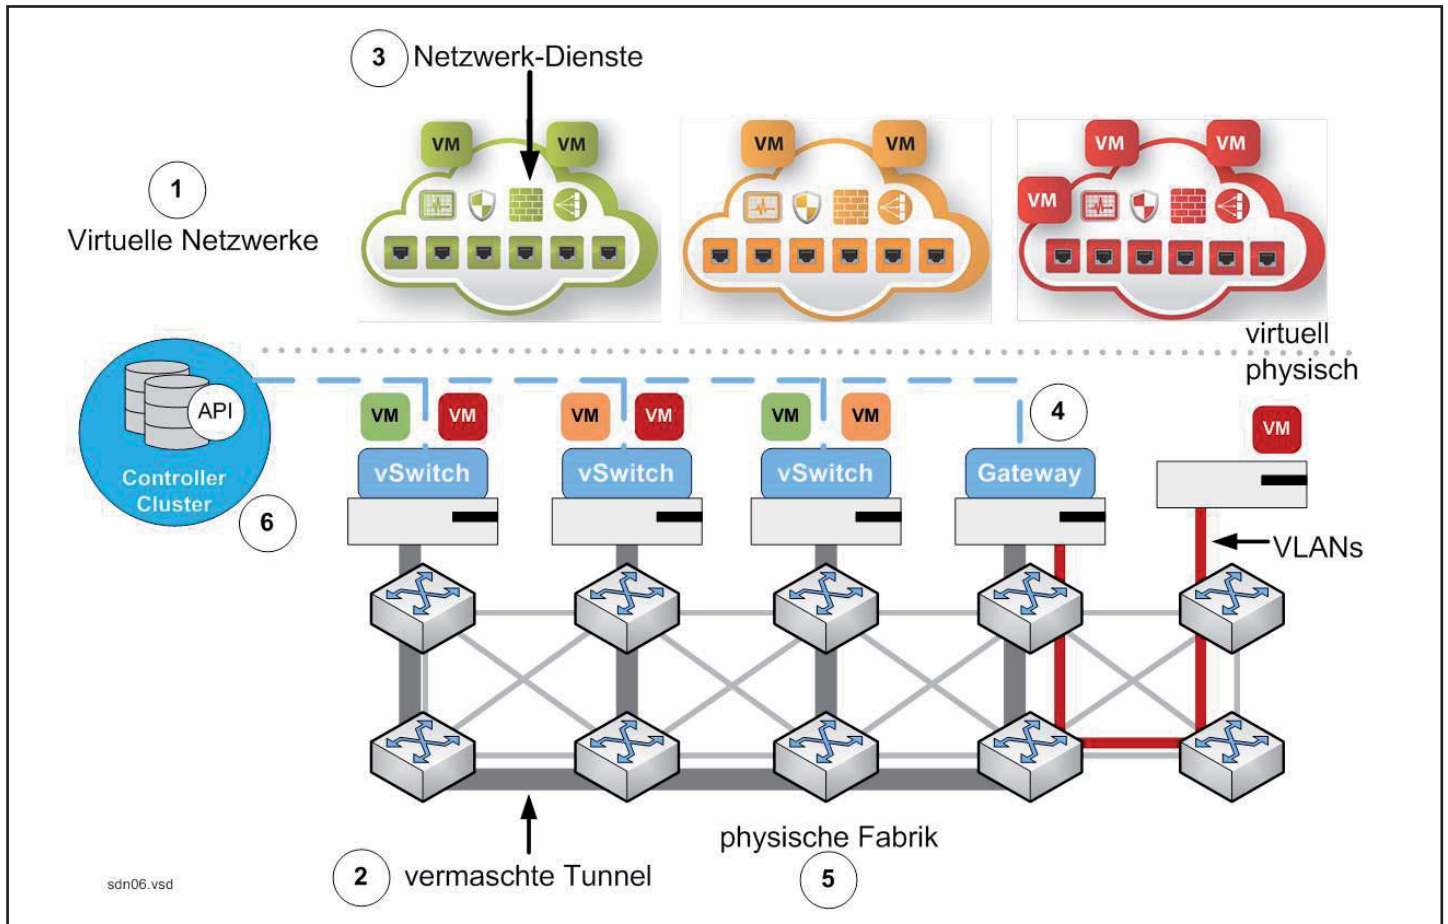 3 Netzwerk-Dienste
VM VM VM VM VM VM
VM
1
Virtuelle Netzwerke
virtuell
physisch
API
Controller
Cluster
6
VM VM VM VM VM VM
4
VM
vSwitch vSwitch vSwitch Gateway
VLANs
physische Fabrik
2 vermaschte Tunnel
5
sdn06.vsd